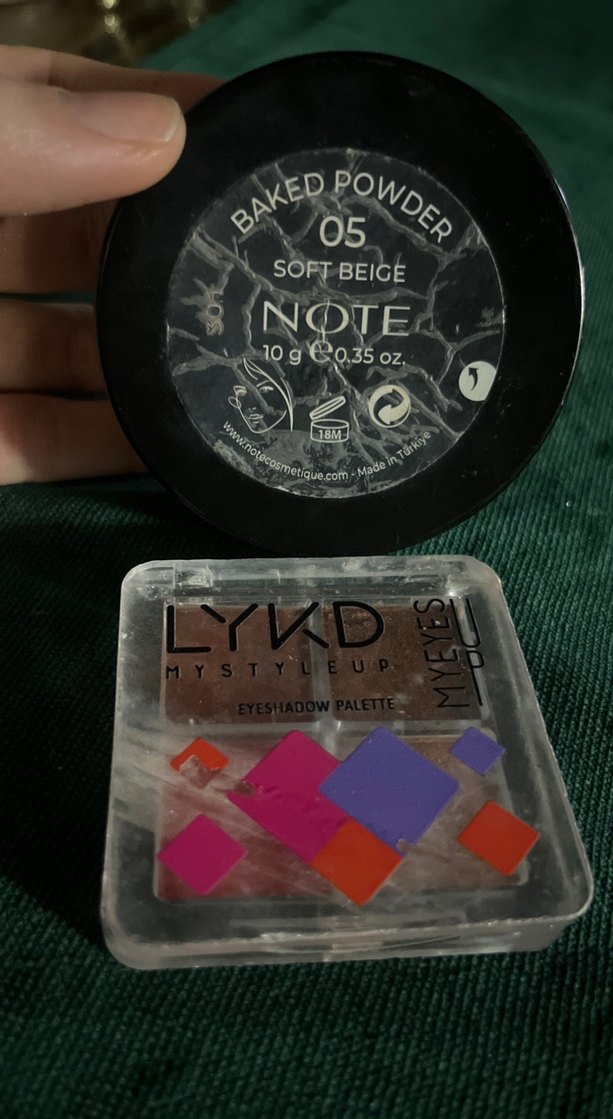 BAKED POWDER
05
SOFT BEIGE
NOTE
10 g e 0.35 oz.
18M
www.notecosmetique.com - Made in Türkiye
LYKD
MYSTYLEUP
MYEYES
EYESHADOW PALETTE